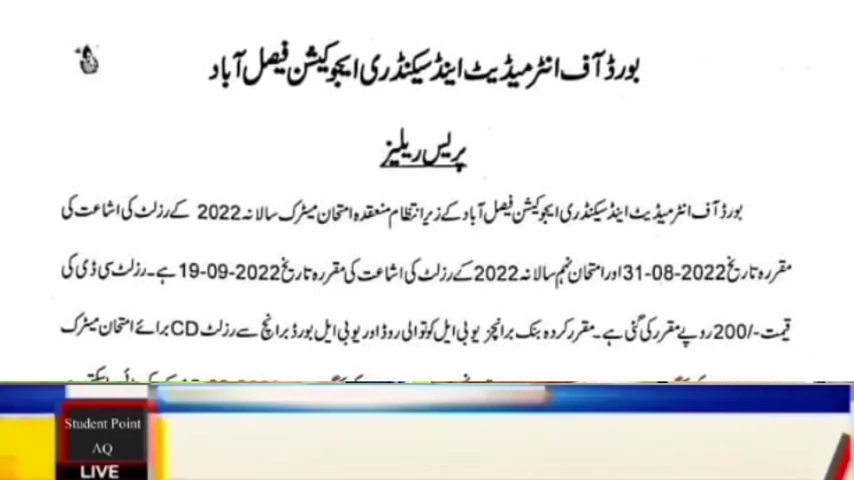 بورڈ آف انٹرمیڈیٹ اینڈ سیکنڈری ایجوکیشن فیصل آباد
پریس ریلیز
بورڈ آف انٹرمیڈیٹ اینڈ سیکنڈری ایجوکیشن فیصل آباد کے زیر انتظام منعقدہ امتحان میٹرک سالانہ 2022 کے رزلٹ کی اشاعت کی
مقررہ تاریخ 31-08-2022 اور امتحان نہم سالانہ 2022 کے رزلٹ کی اشاعت کی مقررہ تاریخ 19-09-2022 ہے۔ رزلٹ سی ڈی کی
قیمت -/200 روپے مقرر کی گئی ہے۔ مقرر کردہ بنک برانچز یو بی ایل کوتوالی روڈ اور یو بی ایل بورڈ برانچ سے رزلٹ CD برائے امتحان میٹرک
Student Point
AQ
LIVE